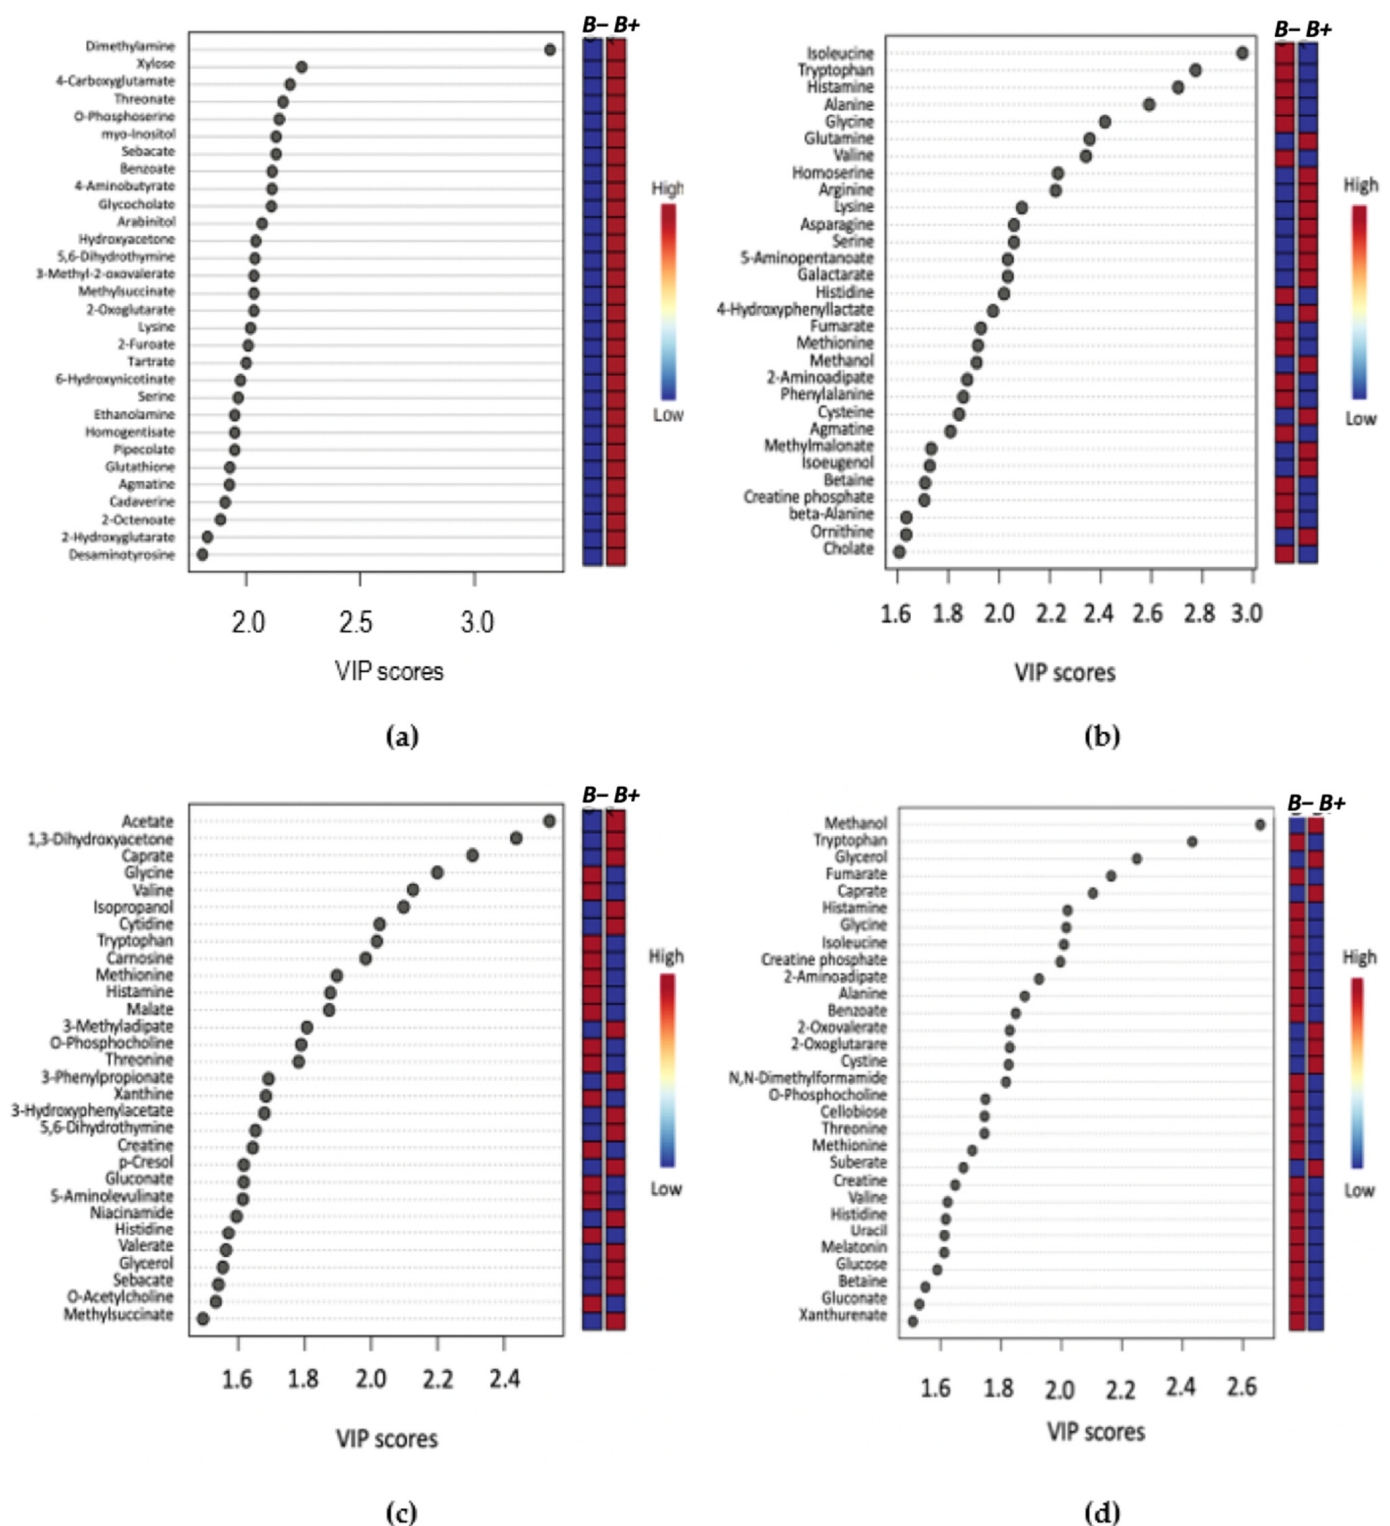 B– B+
Dimethylamine
Xylose
4-Carboxyglutamate
Threonate
O-Phosphoserine
myo-Inositol
Sebacate
Benzoate
4-Aminobutyrate
Glycocholate
Arabinitol
Hydroxyacetone
5,6-Dihydrothymine
3-Methyl-2-oxovalerate
Methylsuccinate
2-Oxoglutarate
Lysine
2-Furoate
Tartrate
6-Hydroxynicotinate
Serine
Ethanolamine
Homogentisate
Pipecolate
Glutathione
Agmatine
Cadaverine
2-Octenoate
2-Hydroxyglutarate
Desaminotyrosine
High
Low
2.0 2.5 3.0
VIP scores
(a)
B– B+
Isoleucine
Tryptophan
Histamine
Alanine
Glycine
Glutamine
Valine
Homoserine
Arginine
Lysine
Asparagine
Serine
5-Aminopentanoate
Galactarate
Histidine
4-Hydroxyphenyllactate
Fumarate
Methionine
Methanol
2-Aminoadipate
Phenylalanine
Cysteine
Agmatine
Methylmalonate
Isoeugenol
Betaine
Creatine phosphate
beta-Alanine
Ornithine
Cholate
High
Low
1.6 1.8 2.0 2.2 2.4 2.6 2.8 3.0
VIP scores
(b)
B– B+
Acetate
1,3-Dihydroxyacetone
Caprate
Glycine
Valine
Isopropanol
Cytidine
Tryptophan
Carnosine
Methionine
Histamine
Malate
3-Methyladipate
O-Phosphocholine
Threonine
3-Phenylpropionate
Xanthine
3-Hydroxyphenylacetate
5,6-Dihydrothymine
Creatine
p-Cresol
Gluconate
5-Aminolevulinate
Niacinamide
Histidine
Valerate
Glycerol
Sebacate
O-Acetylcholine
Methylsuccinate
High
Low
1.6 1.8 2.0 2.2 2.4
VIP scores
(c)
B– B+
Methanol
Tryptophan
Glycerol
Fumarate
Caprate
Histamine
Glycine
Isoleucine
Creatine phosphate
2-Aminoadipate
Alanine
Benzoate
2-Oxovalerate
2-Oxoglutarare
Cystine
N,N-Dimethylformamide
O-Phosphocholine
Cellobiose
Threonine
Methionine
Suberate
Creatine
Valine
Histidine
Uracil
Melatonin
Glucose
Betaine
Gluconate
Xanthurenate
High
Low
1.6 1.8 2.0 2.2 2.4 2.6
VIP scores
(d)